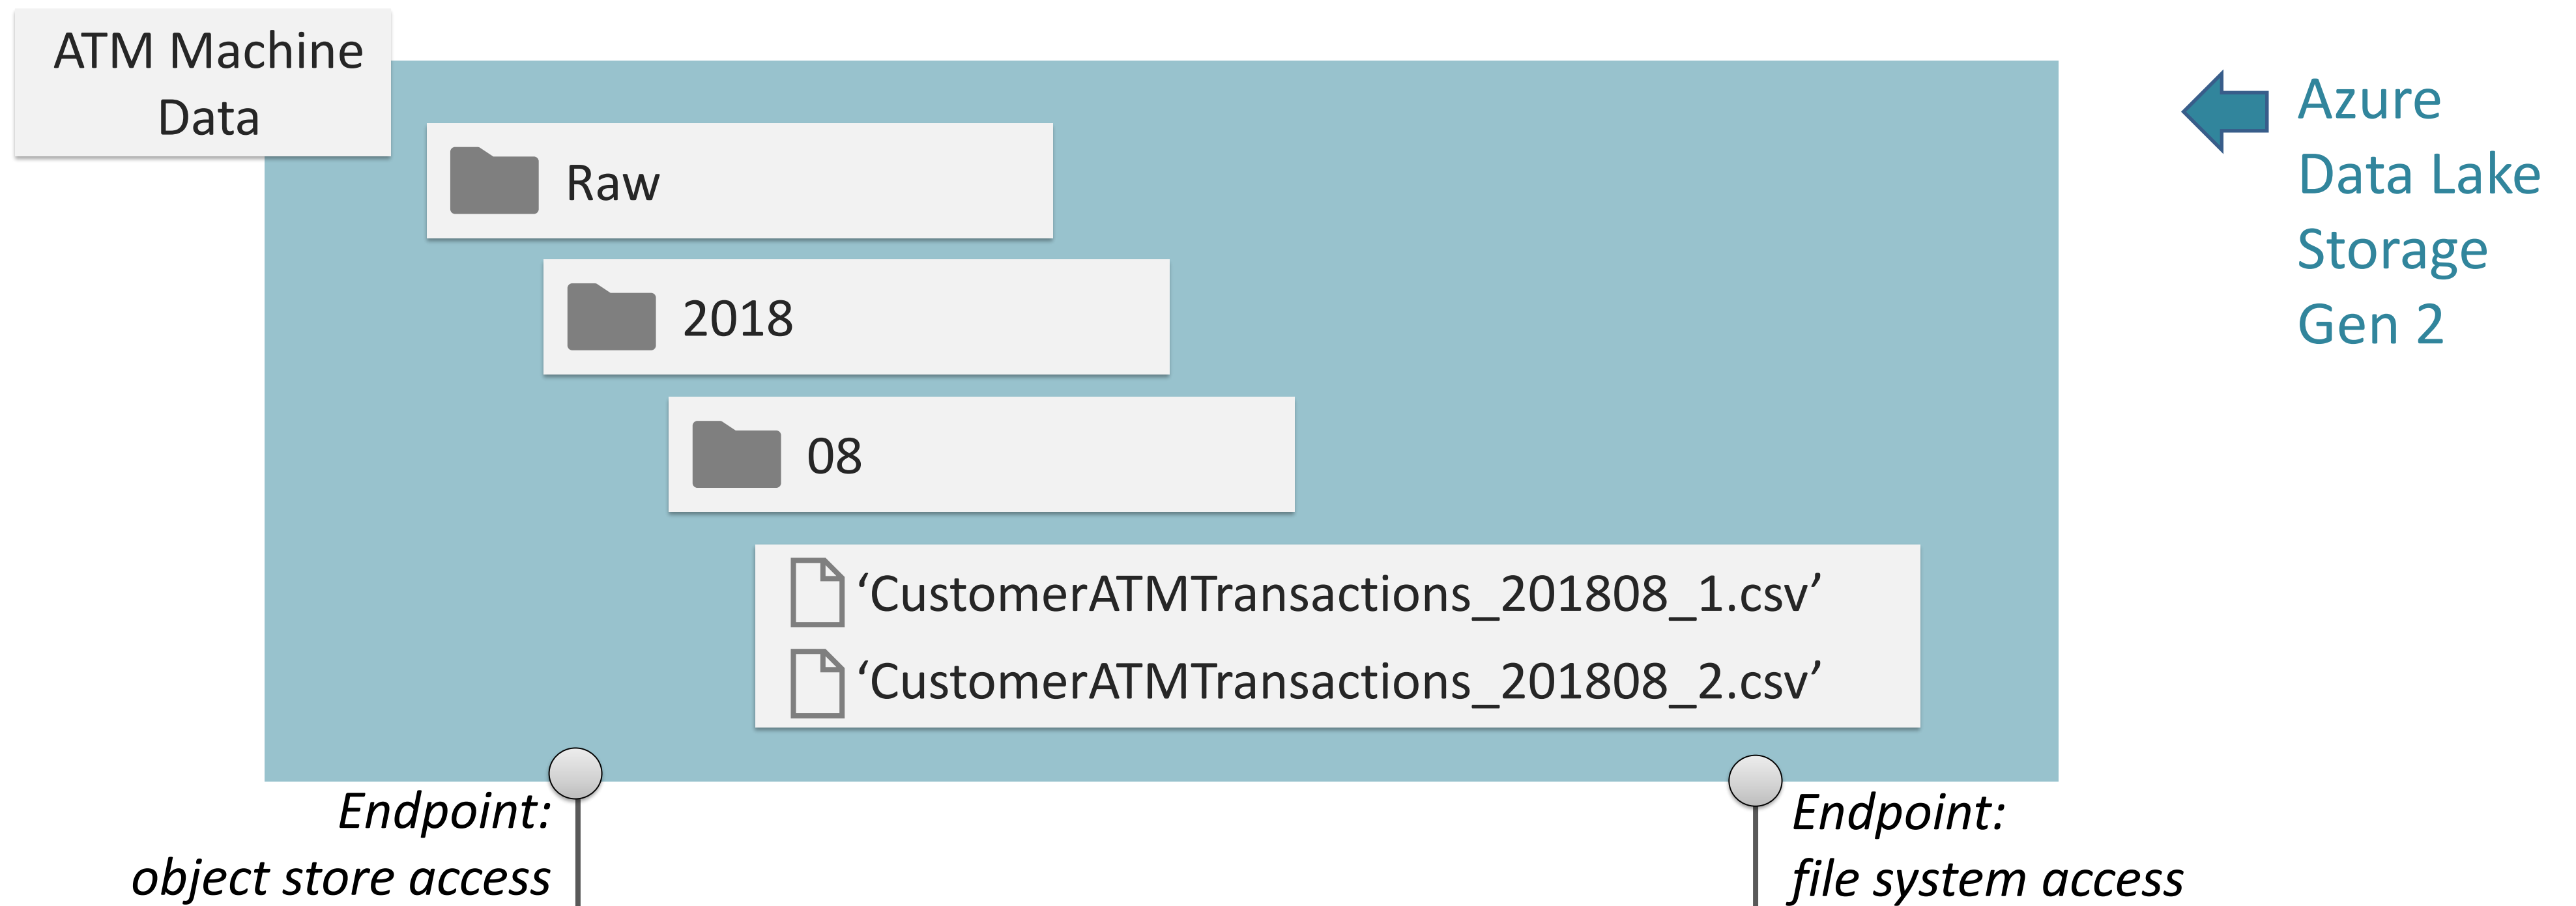 ATM Machine
Data
Azure
Data Lake
Storage
Gen 2
Raw
2018
08
‘CustomerATMTransactions_201808_1.csv’
‘CustomerATMTransactions_201808_2.csv’
Endpoint:
object store access
Endpoint:
file system access